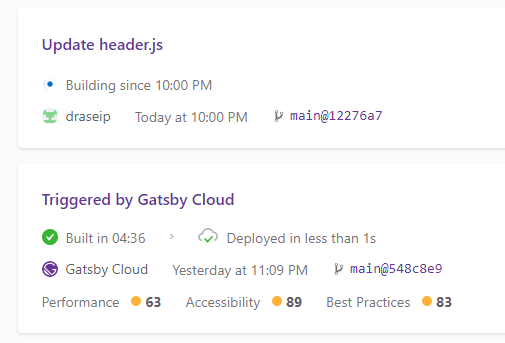 Update header.js
Building since 10:00 PM
draseip Today at 10:00 PM main@12276a7
Triggered by Gatsby Cloud
Built in 04:36 > Deployed in less than 1s
Gatsby Cloud Yesterday at 11:09 PM main@548c8e9
Performance 63 Accessibility 89 Best Practices 83